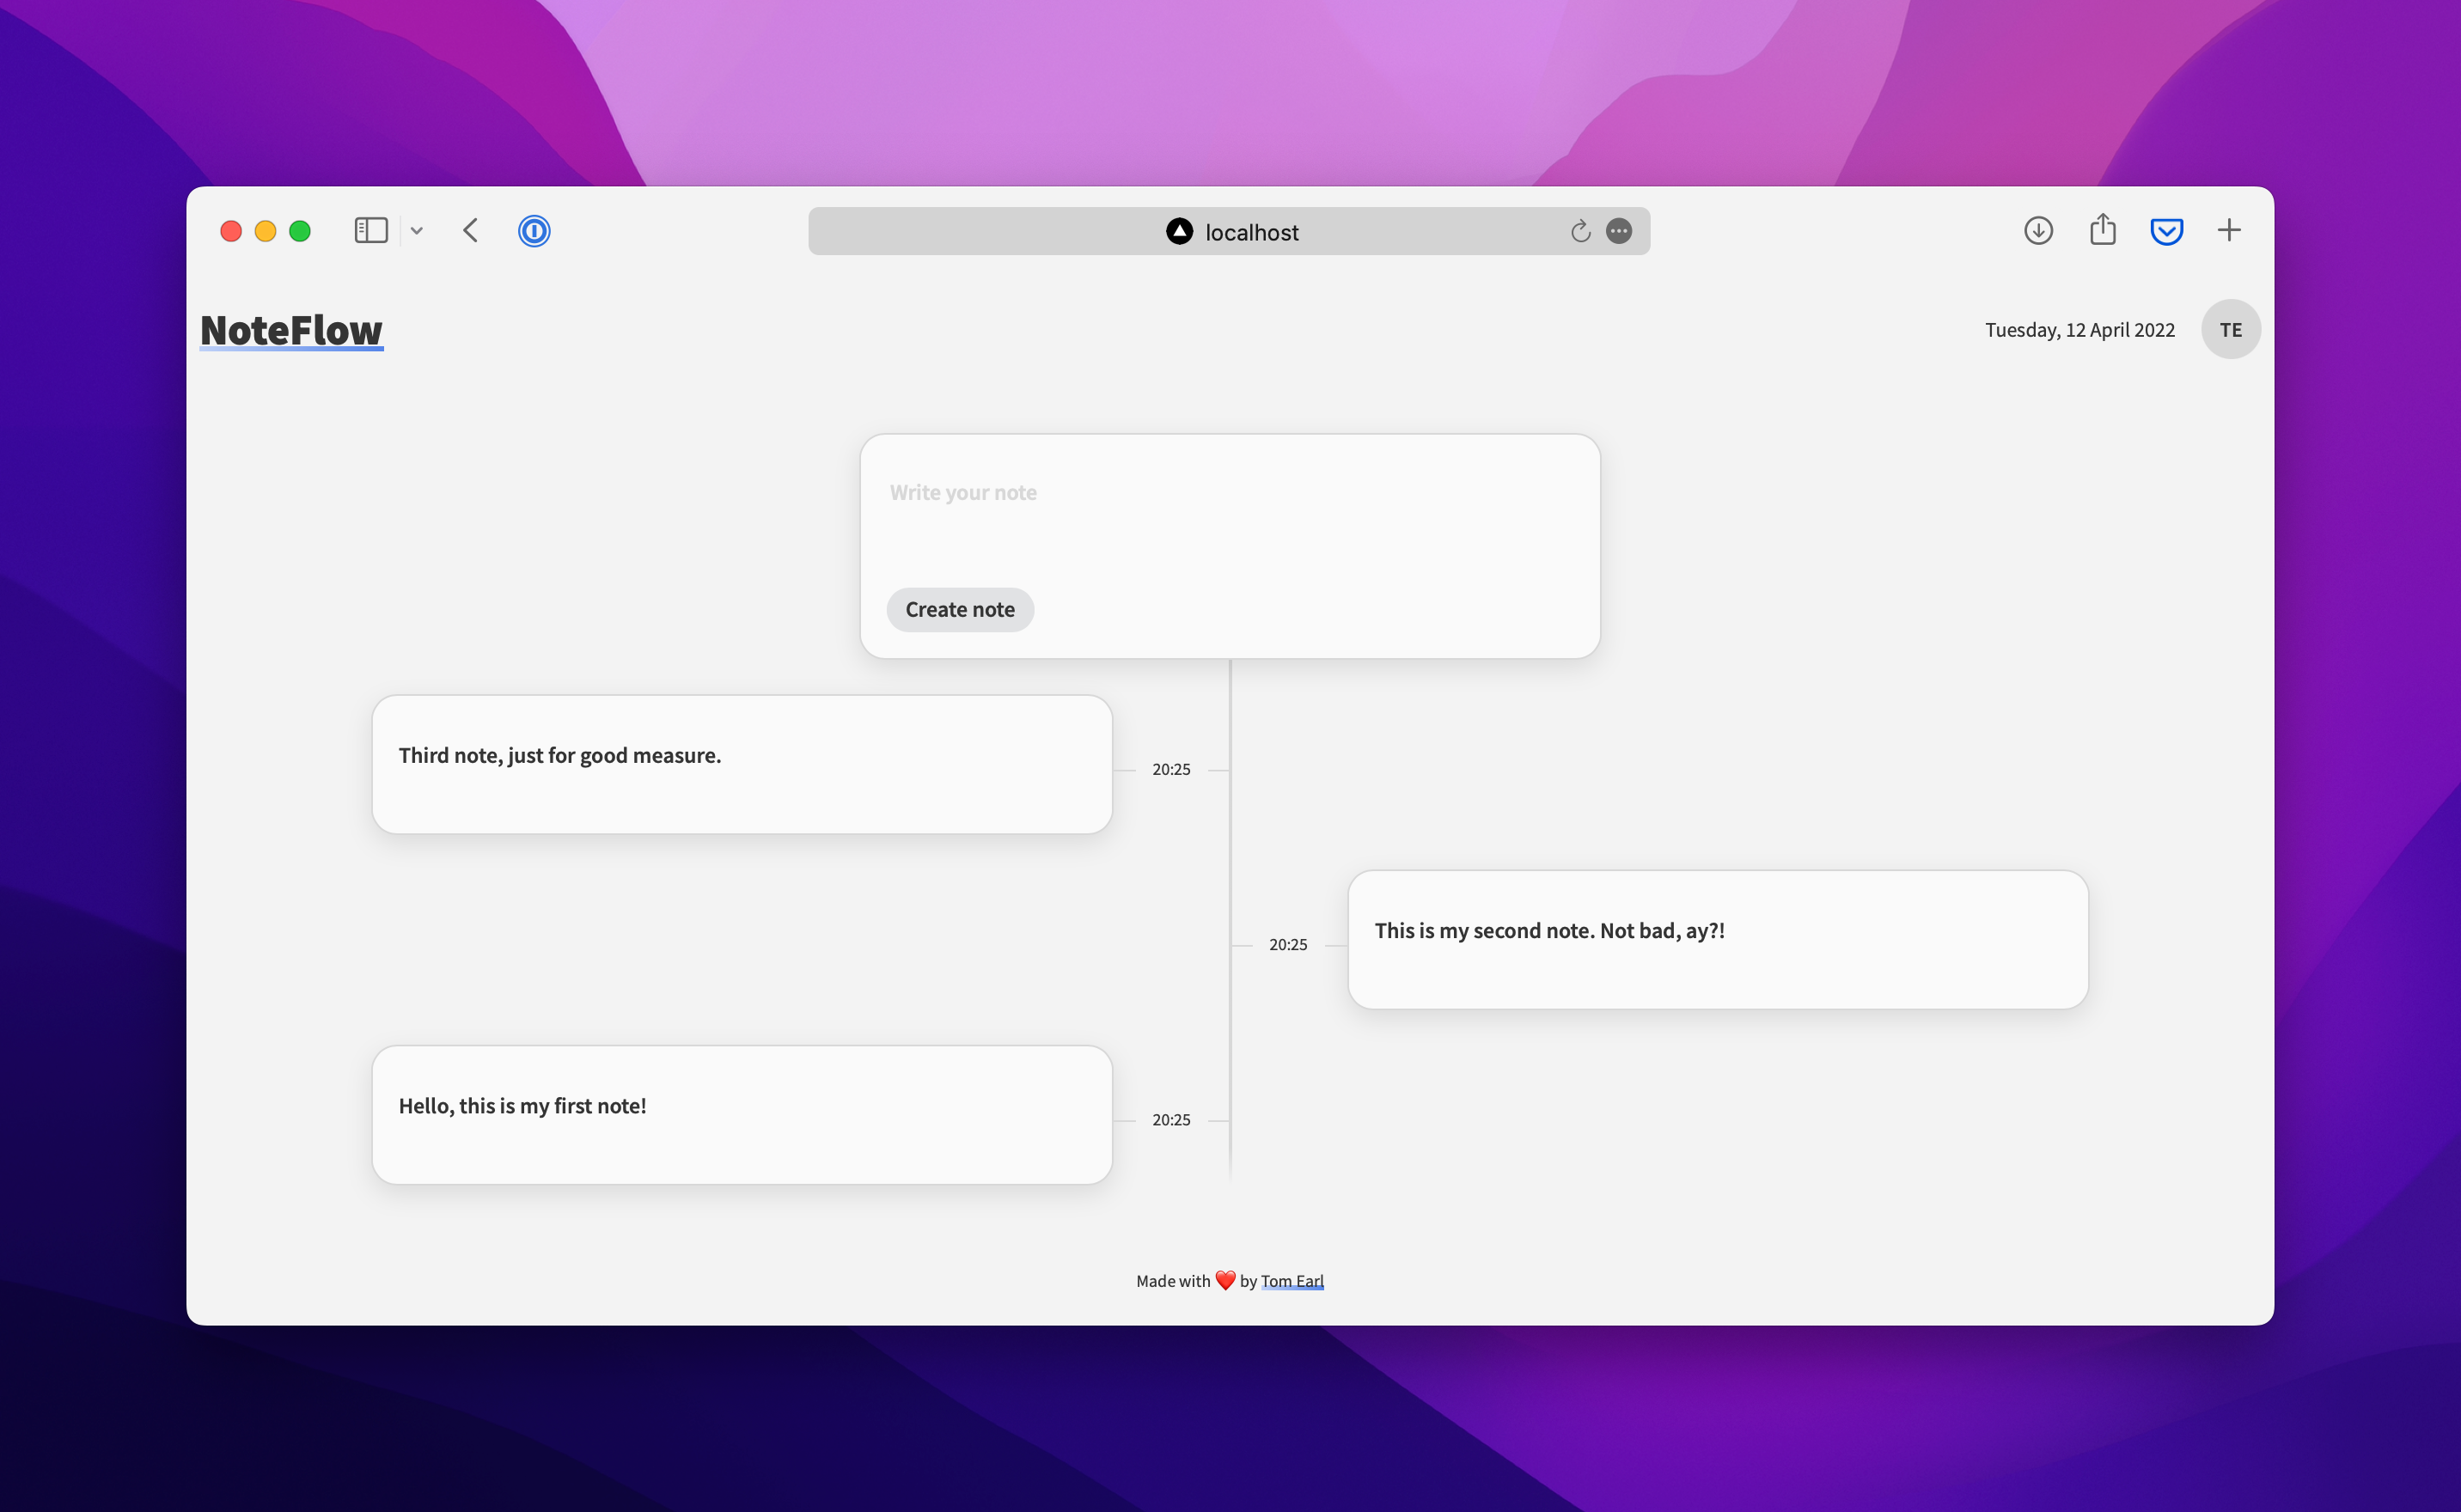 localhost
NoteFlow
Tuesday, 12 April 2022
TE
Write your note
Create note
Third note, just for good measure.
20:25
20:25
This is my second note. Not bad, ay?!
Hello, this is my first note!
20:25
Made with ❤️ by Tom Earl